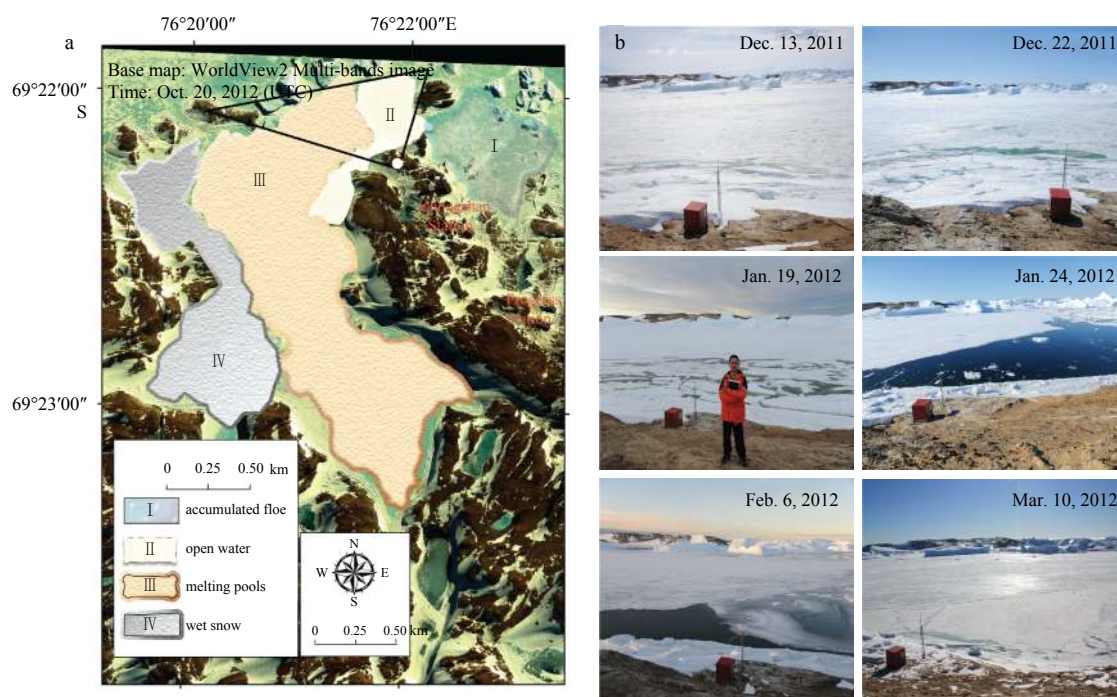 76°20′00″ 76°22′00″E
a
Base map: WorldView2 Multi-bands image
Time: Oct. 20, 2012 (UTC)
69°22′00″
S
69°23′00″
Ⅰ
Ⅱ
Ⅲ
Ⅳ
0 0.25 0.50 km
Ⅰ accumulated floe
Ⅱ open water
Ⅲ melting pools
Ⅳ wet snow
N
W E
S
0 0.25 0.50 km
b
Dec. 13, 2011
Dec. 22, 2011
Jan. 19, 2012
Jan. 24, 2012
Feb. 6, 2012
Mar. 10, 2012